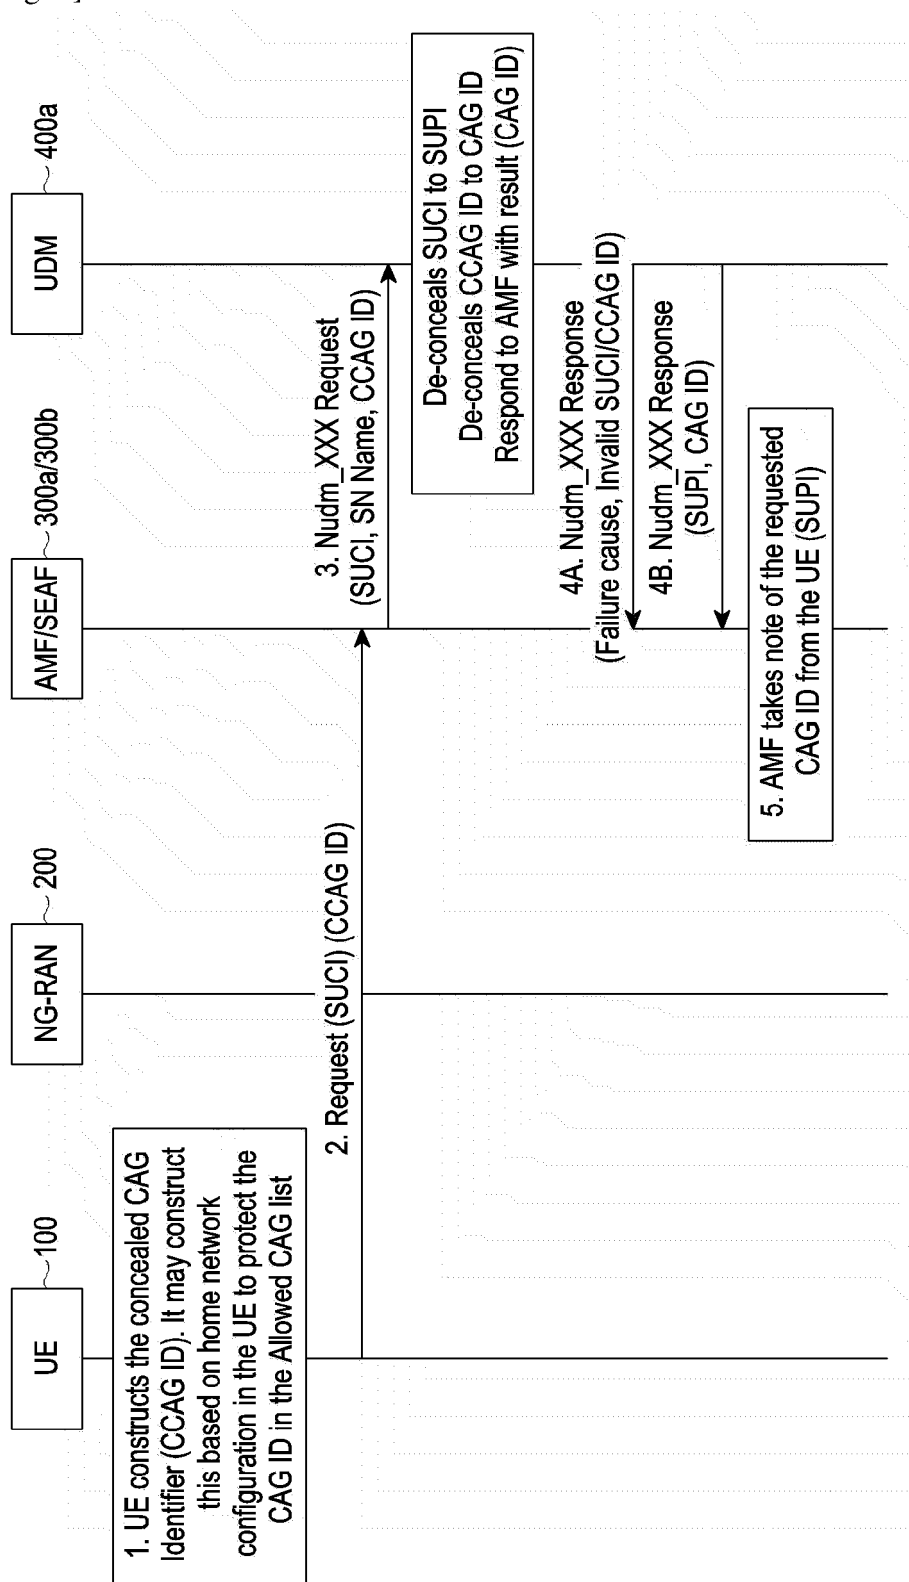 UE
100
NG-RAN
200
AMF/SEAF
300a/300b
UDM
400a
1. UE constructs the concealed CAG
Identifier (CCAG ID). It may construct
this based on home network
configuration in the UE to protect the
CAG ID in the Allowed CAG list
2. Request (SUCI) (CCAG ID)
3. Nudm_XXX Request
(SUCI, SN Name, CCAG ID)
De-conceals SUCI to SUPI
De-conceals CCAG ID to CAG ID
Respond to AMF with result (CAG ID)
4A. Nudm_XXX Response
(Failure cause, Invalid SUCI/CCAG ID)
4B. Nudm_XXX Response
(SUPI, CAG ID)
5. AMF takes note of the requested
CAG ID from the UE (SUPI)